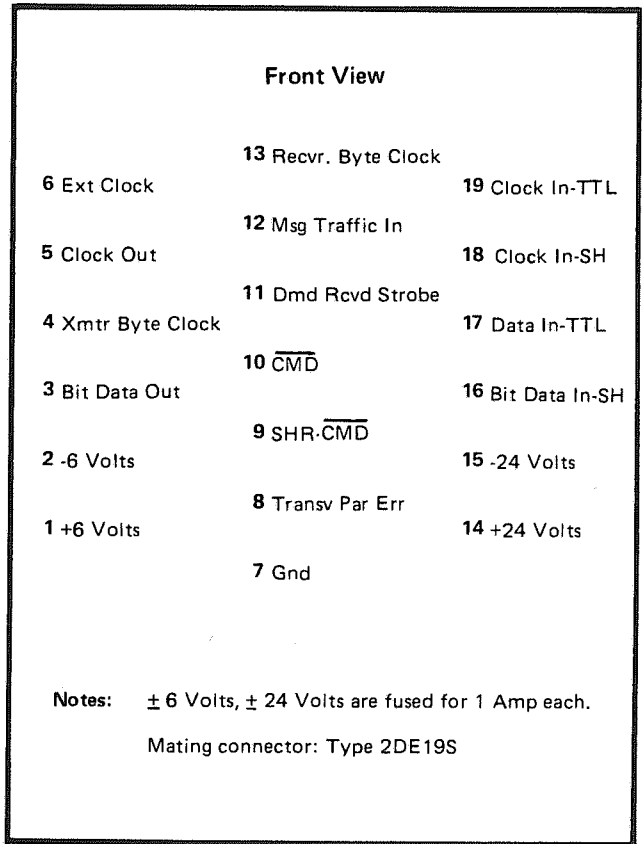 Front View
13 Recvr. Byte Clock
6 Ext Clock
19 Clock In-TTL
12 Msg Traffic In
5 Clock Out
18 Clock In-SH
11 Dmd Rcvd Strobe
4 Xmtr Byte Clock
17 Data In-TTL
10 C̅M̅D̅
3 Bit Data Out
16 Bit Data In-SH
9 SHR·C̅M̅D̅
2 -6 Volts
15 -24 Volts
8 Transv Par Err
1 +6 Volts
14 +24 Volts
7 Gnd
Notes: ± 6 Volts, ± 24 Volts are fused for 1 Amp each.
Mating connector: Type 2DE19S